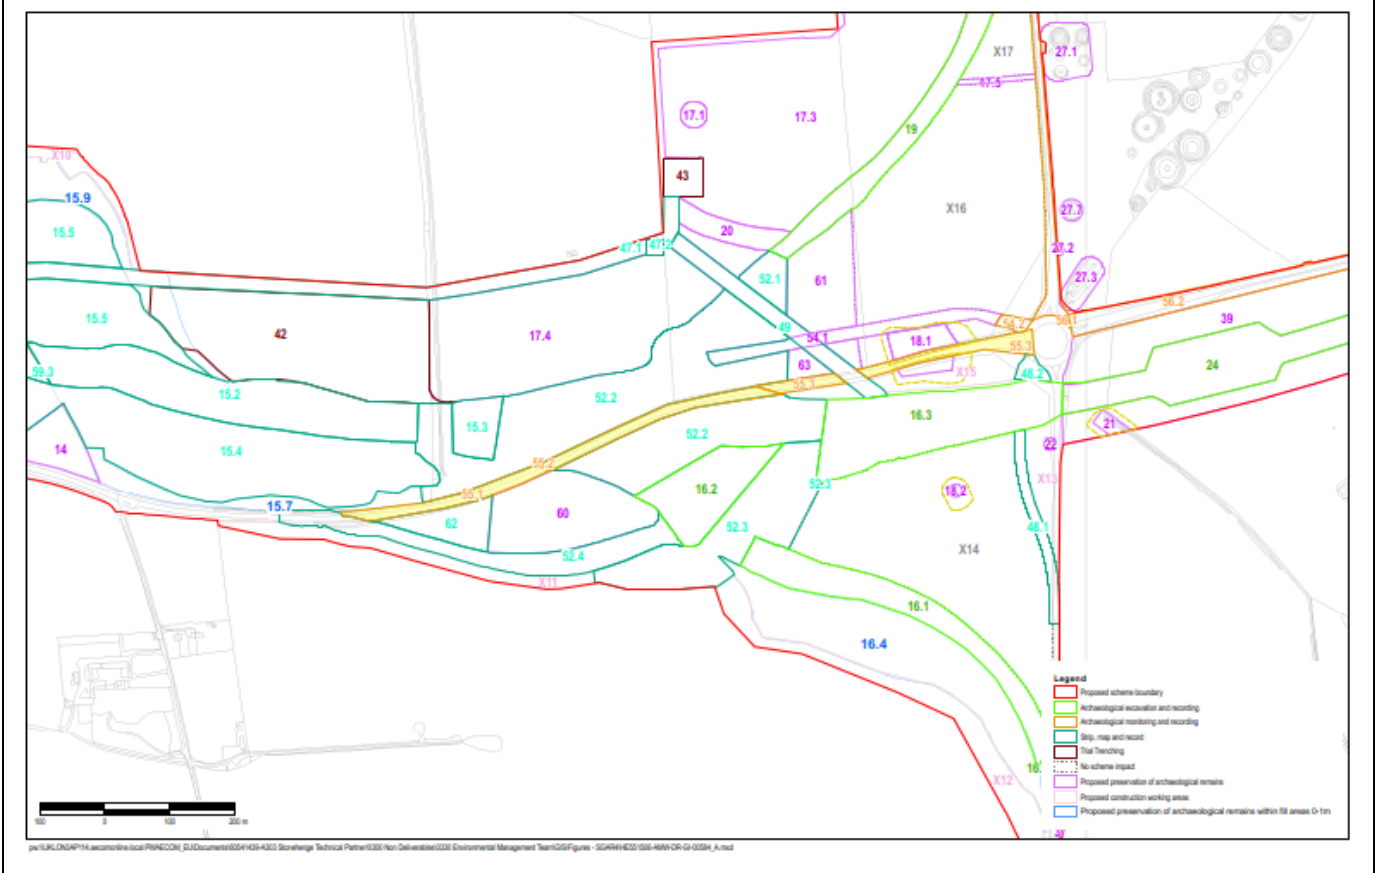 X17
27.1
17.5
17.1
17.3
19
43
X10
15.9
X16
27.7
15.5
20
47.1
47.2
27.2
52.1
61
27.3
56.2
15.5
49
54.2
56.1
39
42
17.4
54.1
18.1
55.3
63
X15
48.2
24
59.3
55.3
15.2
52.2
16.3
15.3
21
52.2
22
14
15.4
55.2
X13
52.3
18.2
55.1
16.2
15.7
60
62
52.3
48.1
52.4
X14
X11
16.1
16.4
Legend
Proposed scheme boundary
Archaeological excavation and recording
Archaeological monitoring and recording
Strip, map and record
Trial Trenching
No scheme impact
16.
X12
Proposed preservation of archaeological remains
Proposed construction working areas
Proposed preservation of archaeological remains within fill areas 0-1m
100 0 100 200 m